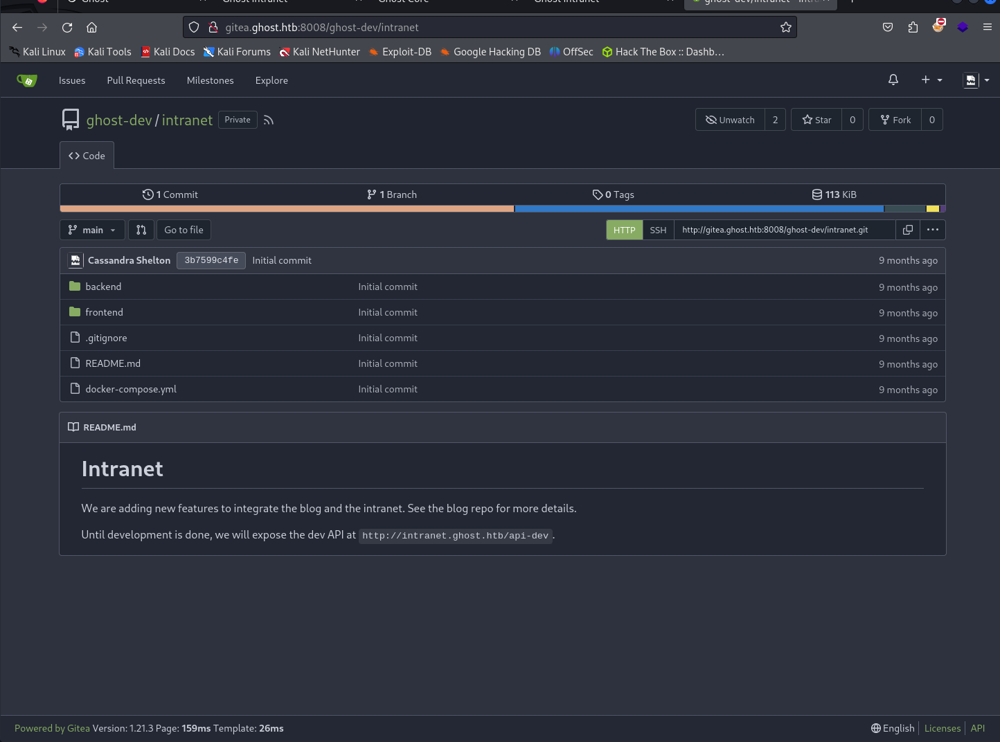 Ghost
Ghost Intranet
Ghost Core
Ghost Intranet
gitea.ghost.htb:8008/ghost-dev/intranet
Kali Linux Kali Tools Kali Docs Kali Forums Kali NetHunter Exploit-DB Google Hacking DB OffSec Hack The Box :: Dashb…
Issues Pull Requests Milestones Explore
ghost-dev / intranet Private
Unwatch 2 Star 0 Fork 0
Code
1 Commit 1 Branch 0 Tags 113 KiB
main Go to file HTTP SSH http://gitea.ghost.htb:8008/ghost-dev/intranet.git
Cassandra Shelton 3b7599c4fe Initial commit 9 months ago
backend Initial commit 9 months ago
frontend Initial commit 9 months ago
.gitignore Initial commit 9 months ago
README.md Initial commit 9 months ago
docker-compose.yml Initial commit 9 months ago
README.md
Intranet
We are adding new features to integrate the blog and the intranet. See the blog repo for more details.
Until development is done, we will expose the dev API at http://intranet.ghost.htb/api-dev.
Powered by Gitea Version: 1.21.3 Page: 159ms Template: 26ms English Licenses API